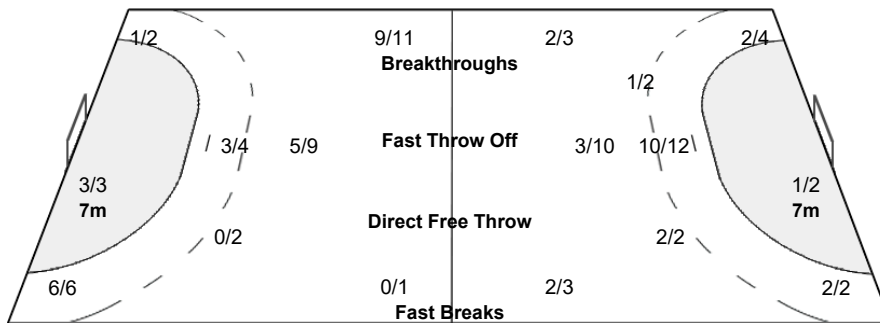 1/2 9/11 2/3 2/4
Breakthroughs
1/2
3/4 5/9 Fast Throw Off 3/10 10/12
3/3 1/2
7m 7m
Direct Free Throw
0/2 2/2
6/6 0/1 2/3 2/2
Fast Breaks